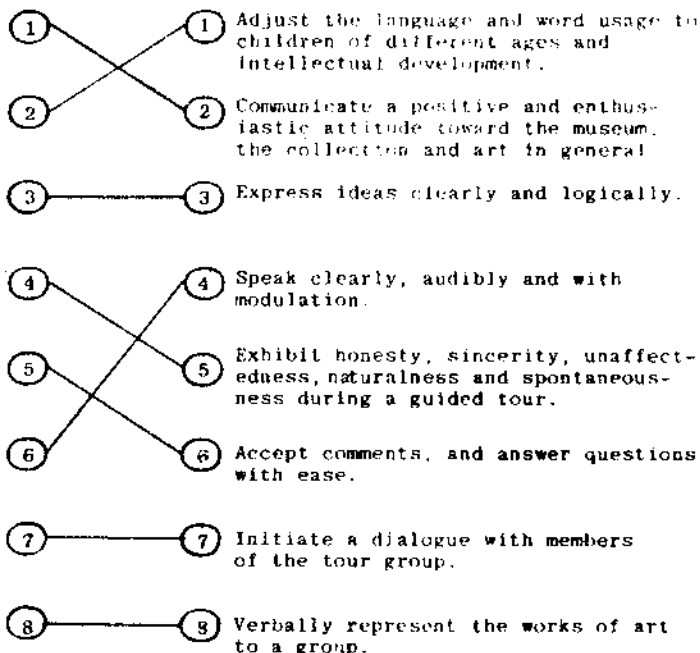 1 1 Adjust the language and word usage to
children of different ages and
intellectual development.
2 2 Communicate a positive and enthus-
iastic attitude toward the museum,
the collection and art in general
3 3 Express ideas clearly and logically.
4 4 Speak clearly, audibly and with
modulation.
5 5 Exhibit honesty, sincerity, unaffect-
edness, naturalness and spontaneous-
ness during a guided tour.
6 6 Accept comments, and answer questions
with ease.
7 7 Initiate a dialogue with members
of the tour group.
8 8 Verbally represent the works of art
to a group.